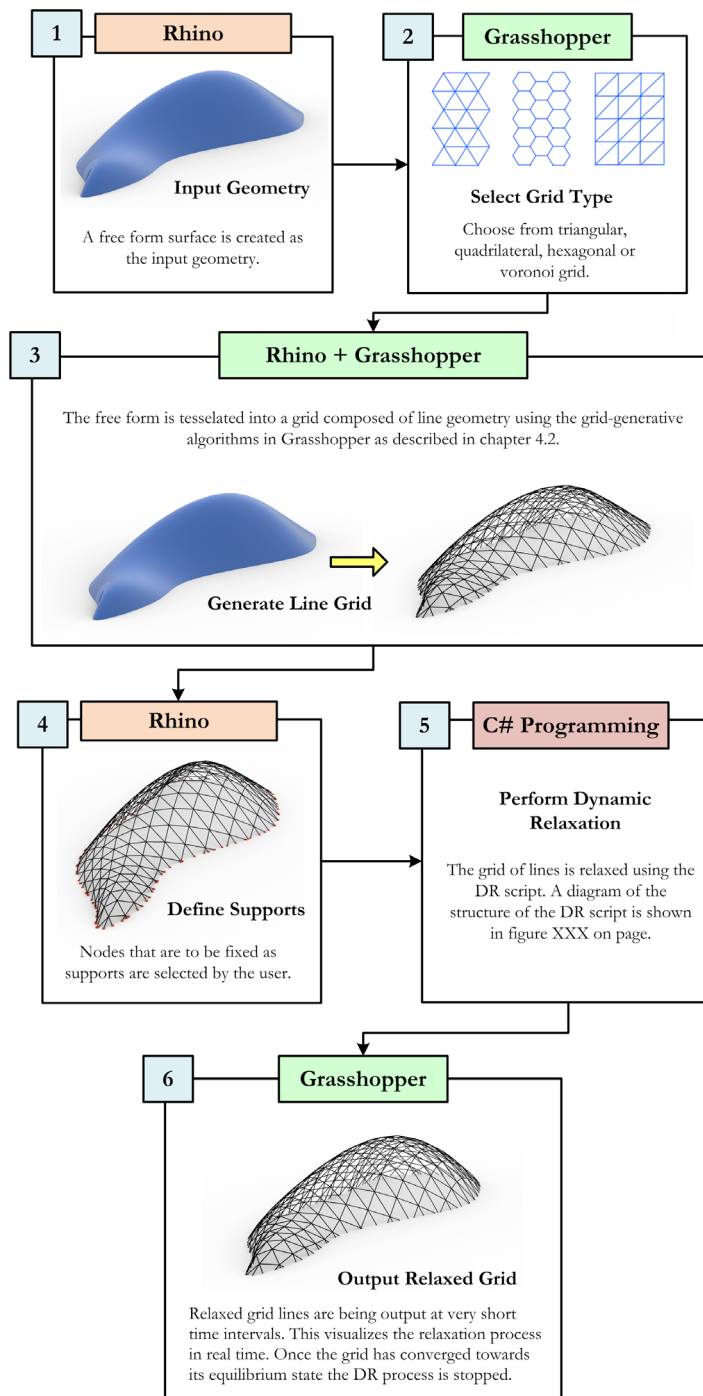 1
Rhino
Input Geometry
A free form surface is created as
the input geometry.
2
Grasshopper
Select Grid Type
Choose from triangular,
quadrilateral, hexagonal or
voronoi grid.
3
Rhino + Grasshopper
The free form is tesselated into a grid composed of line geometry using the grid-generative
algorithms in Grasshopper as described in chapter 4.2.
Generate Line Grid
4
Rhino
Define Supports
Nodes that are to be fixed as
supports are selected by the user.
5
C# Programming
Perform Dynamic
Relaxation
The grid of lines is relaxed using the
DR script. A diagram of the
structure of the DR script is shown
in figure XXX on page.
6
Grasshopper
Output Relaxed Grid
Relaxed grid lines are being output at very short
time intervals. This visualizes the relaxation process
in real time. Once the grid has converged towards
its equilibrium state the DR process is stopped.